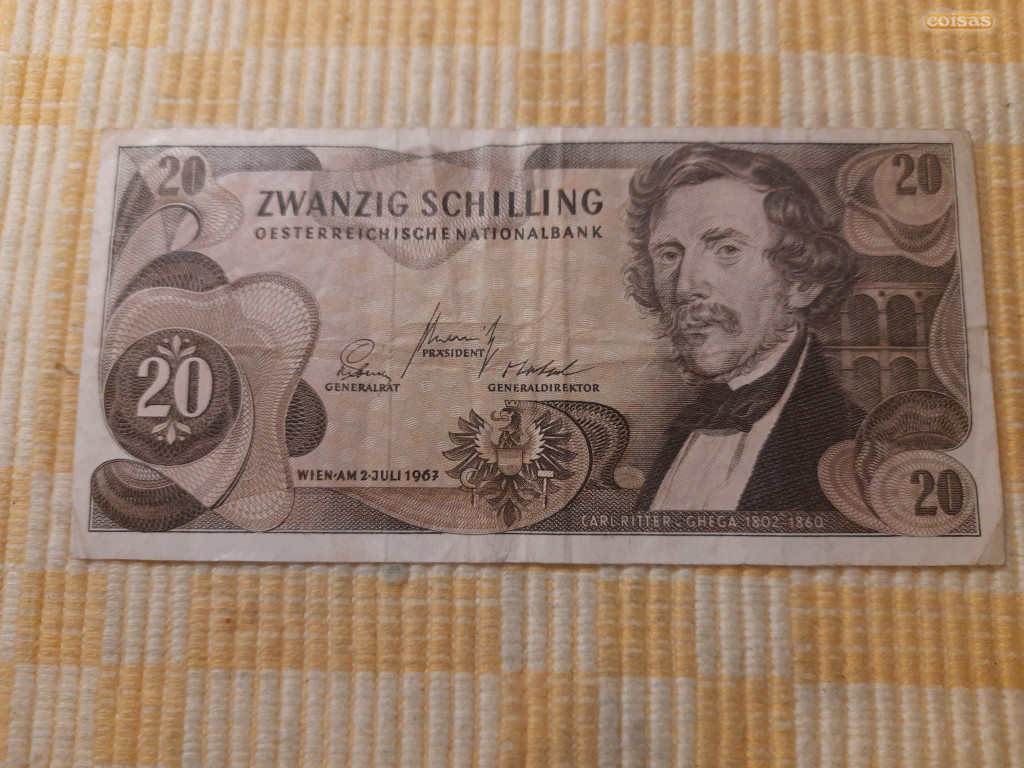 coisas
20
20
ZWANZIG SCHILLING
OESTERREICHISCHE NATIONALBANK
PRÄSIDENT
GENERALRAT
GENERALDIREKTOR
20
WIEN·AM 2·JULI 1967
20
CARL RITTER v. GHEGA 1802-1860